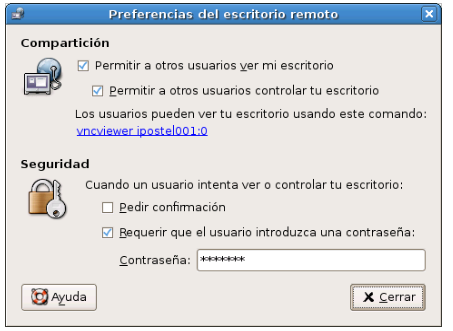 Preferencias del escritorio remoto
Compartición
Permitir a otros usuarios ver mi escritorio
Permitir a otros usuarios controlar tu escritorio
Los usuarios pueden ver tu escritorio usando este comando:
vncviewer ipostel001:0
Seguridad
Cuando un usuario intenta ver o controlar tu escritorio:
Pedir confirmación
Requerir que el usuario introduzca una contraseña:
Contraseña: *******
Ayuda
Cerrar